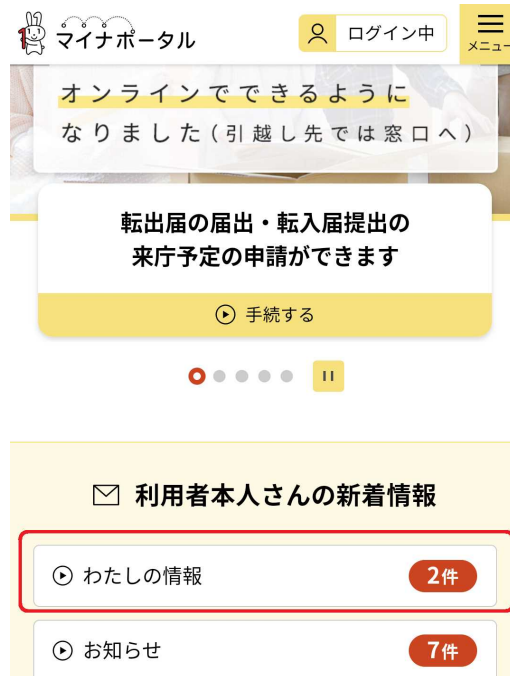 マイナポータル
ログイン中
メニュー
オンラインでできるように
なりました(引越し先では窓口へ)
転出届の届出・転入届提出の
来庁予定の申請ができます
手続する
利用者本人さんの新着情報
わたしの情報
2件
お知らせ
7件